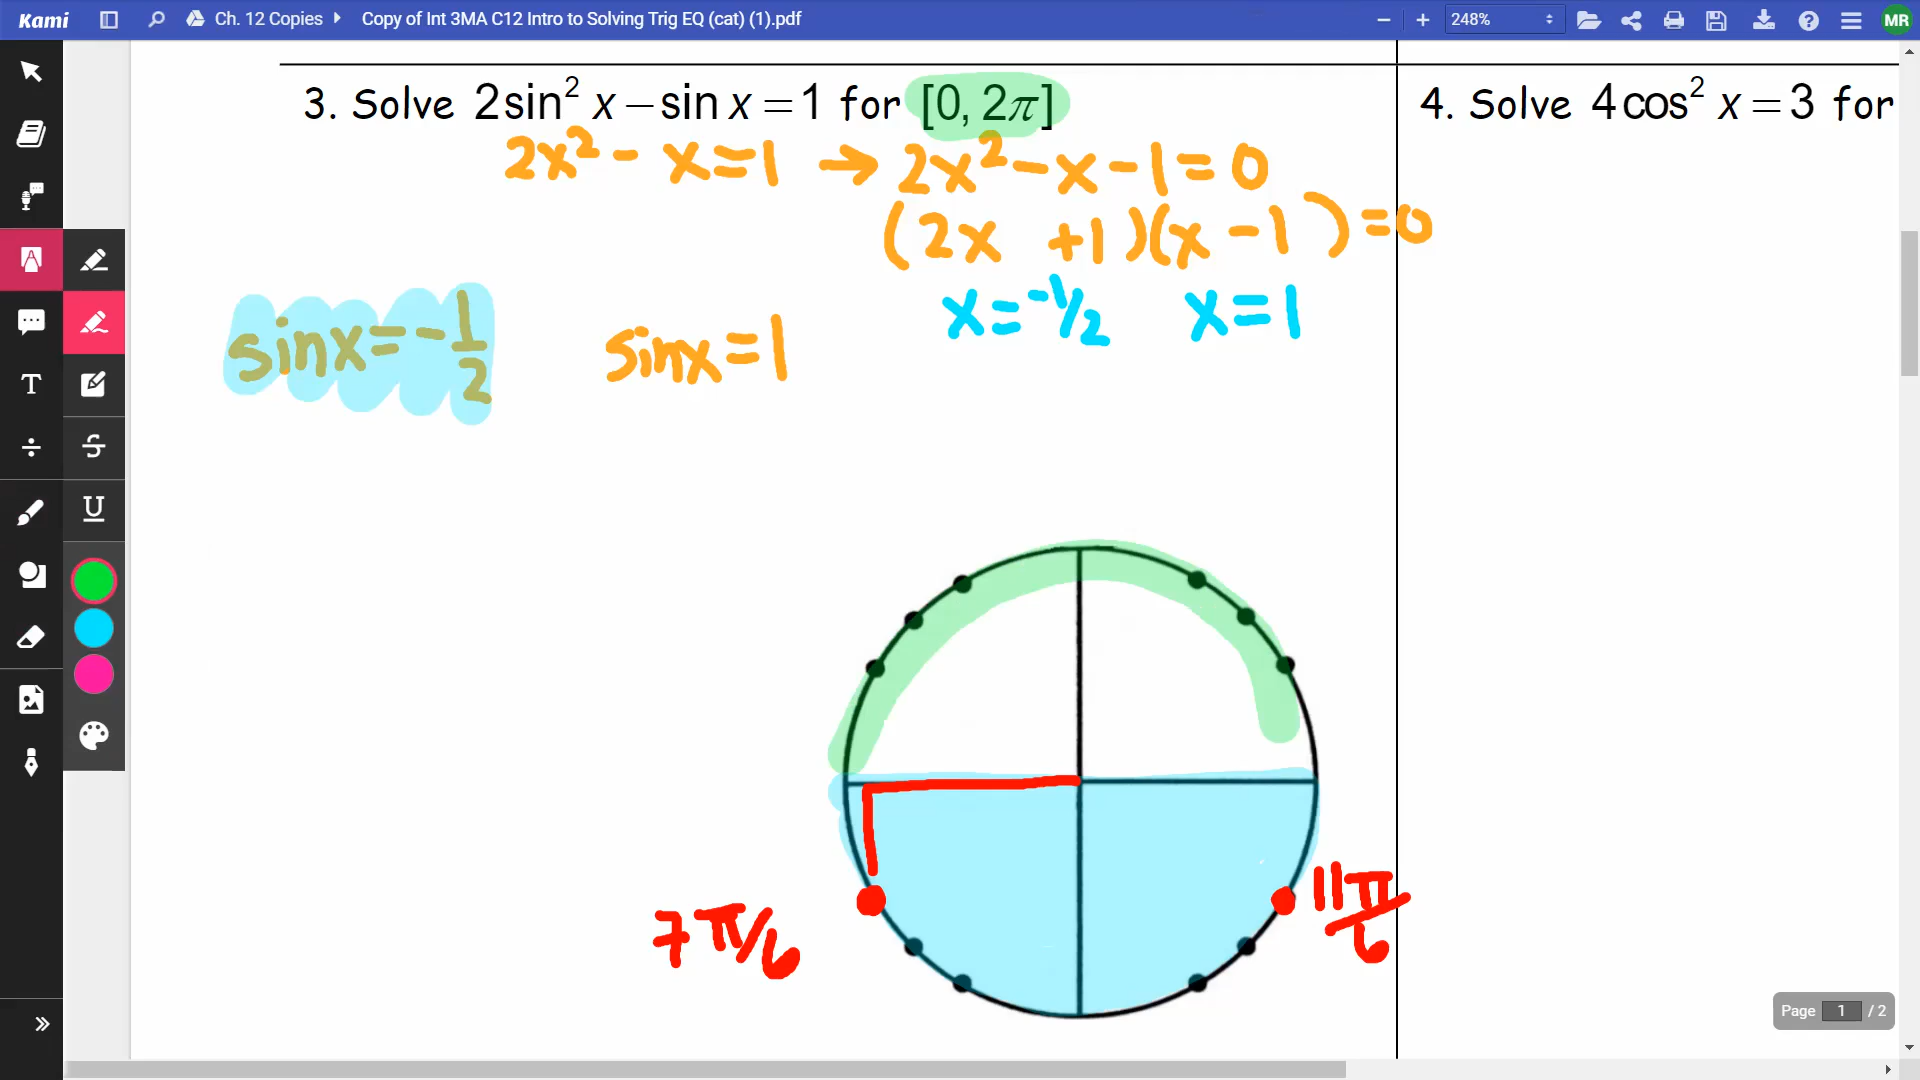 Kami
Ch. 12 Copies
Copy of Int 3MA C12 Intro to Solving Trig EQ (cat) (1).pdf
248%
MR
3. Solve 2sin² x − sin x = 1 for [0, 2π]
4. Solve 4cos² x = 3 for
2x² - x = 1 → 2x² - x - 1 = 0
(2x +1)(x - 1) = 0
x = -1/2 x = 1
sinx = - 1/2
sinx = 1
7π/6
11π/6
Page 1 / 2